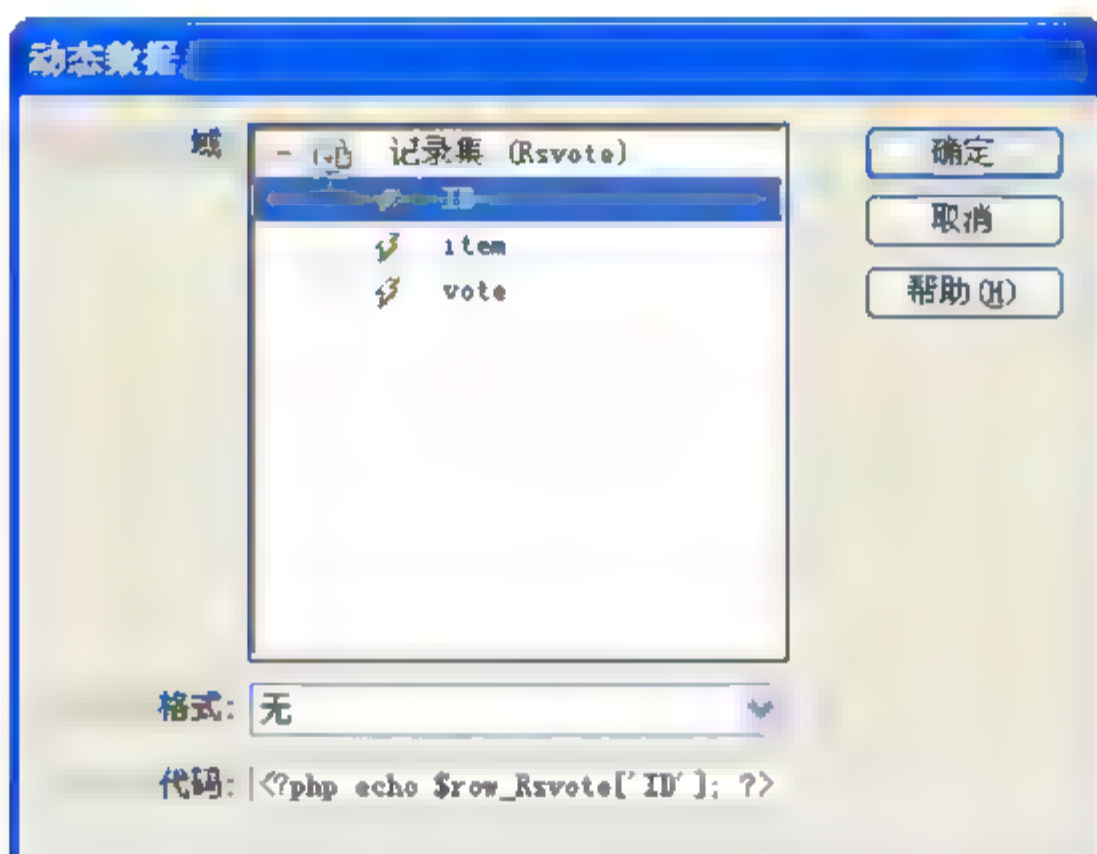 动态数据
域
记录集 (Rsvote)
ID
item
vote
确定
取消
帮助(H)
格式: 无
代码: <?php echo $row_Rsvote['ID']; ?>